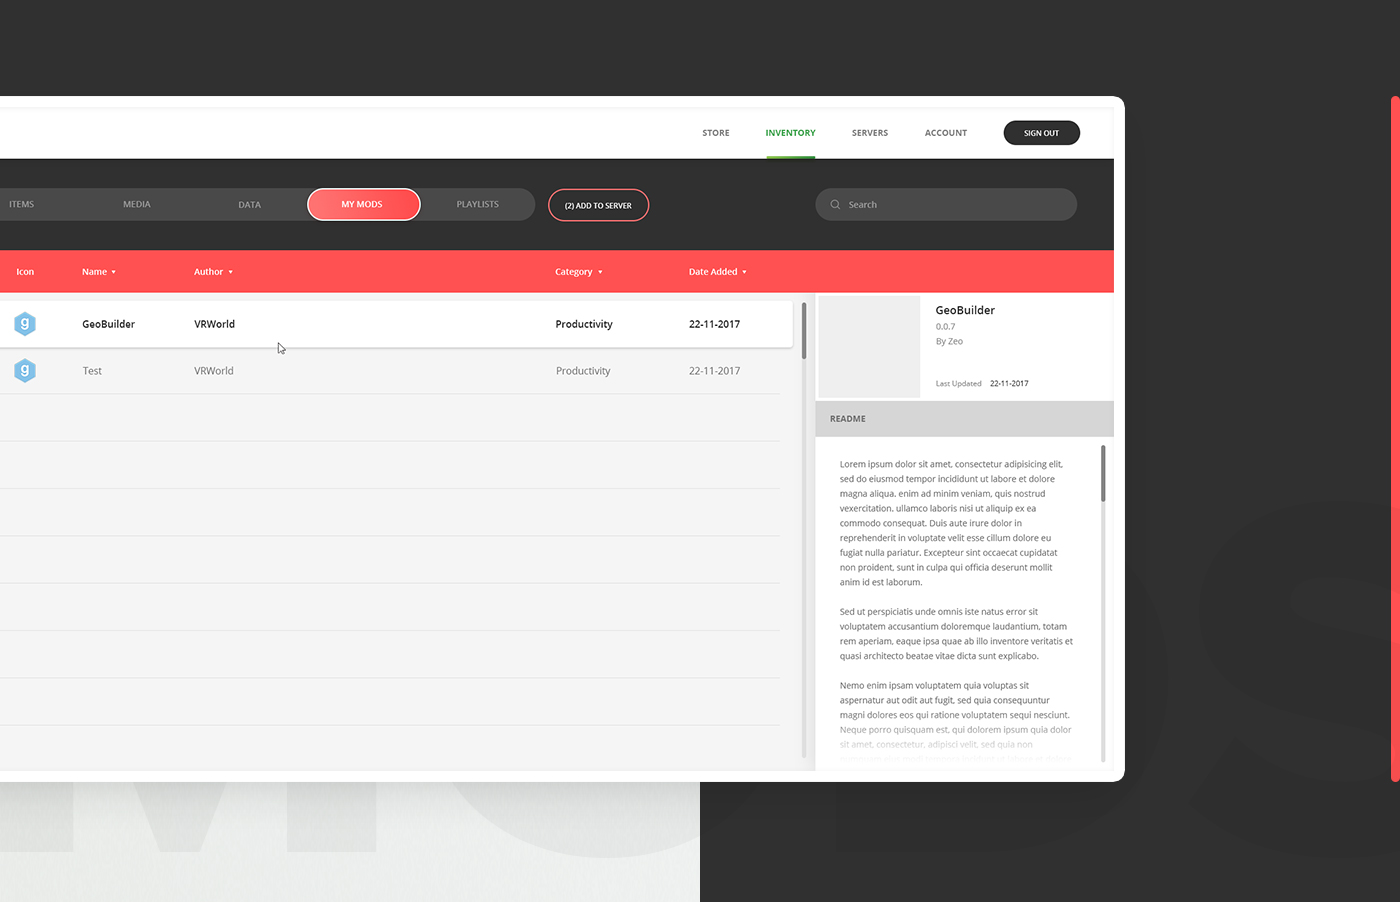 STORE INVENTORY SERVERS ACCOUNT SIGN OUT
ITEMS MEDIA DATA MY MODS PLAYLISTS (2) ADD TO SERVER Search
Icon Name Author Category Date Added
g GeoBuilder VRWorld Productivity 22-11-2017
g Test VRWorld Productivity 22-11-2017
GeoBuilder
0.0.7
By Zeo
Last Updated 22-11-2017
README
Lorem ipsum dolor sit amet, consectetur adipisicing elit,
sed do eiusmod tempor incididunt ut labore et dolore
magna aliqua. enim ad minim veniam, quis nostrud
vexercitation. ullamco laboris nisi ut aliquip ex ea
commodo consequat. Duis aute irure dolor in
reprehenderit in voluptate velit esse cillum dolore eu
fugiat nulla pariatur. Excepteur sint occaecat cupidatat
non proident, sunt in culpa qui officia deserunt mollit
anim id est laborum.
Sed ut perspiciatis unde omnis iste natus error sit
voluptatem accusantium doloremque laudantium, totam
rem aperiam, eaque ipsa quae ab illo inventore veritatis et
quasi architecto beatae vitae dicta sunt explicabo.
Nemo enim ipsam voluptatem quia voluptas sit
aspernatur aut odit aut fugit, sed quia consequuntur
magni dolores eos qui ratione voluptatem sequi nesciunt.
Neque porro quisquam est, qui dolorem ipsum quia dolor
sit amet, consectetur, adipisci velit, sed quia non
MODS